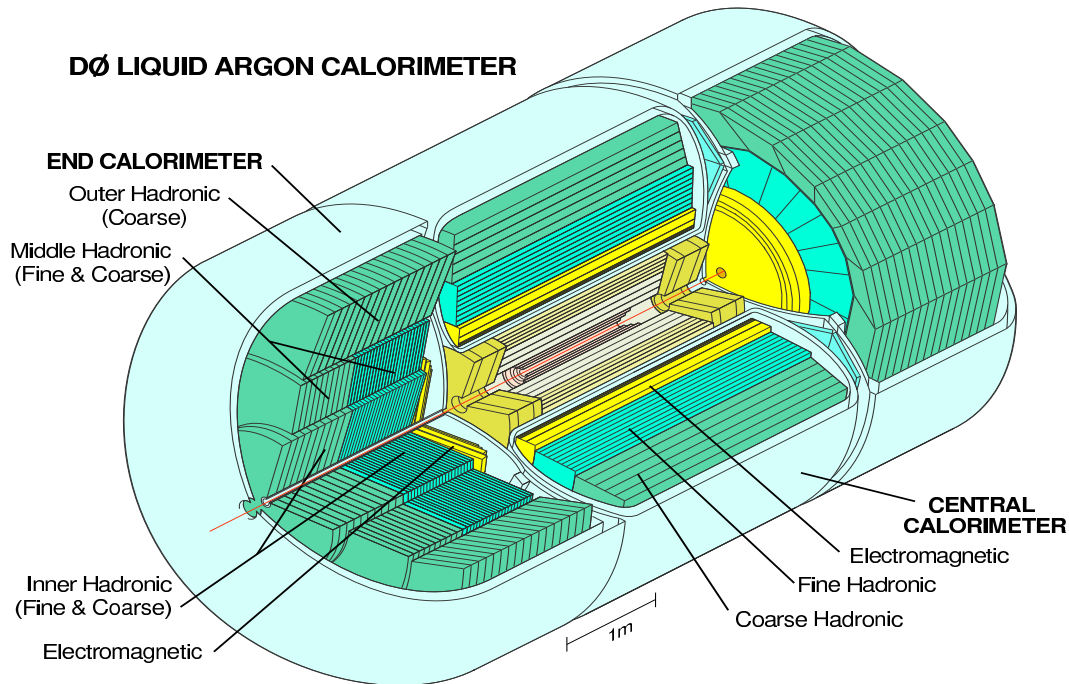 DØ LIQUID ARGON CALORIMETER
END CALORIMETER
Outer Hadronic
(Coarse)
Middle Hadronic
(Fine & Coarse)
Inner Hadronic
(Fine & Coarse)
Electromagnetic
1m
CENTRAL
CALORIMETER
Electromagnetic
Fine Hadronic
Coarse Hadronic